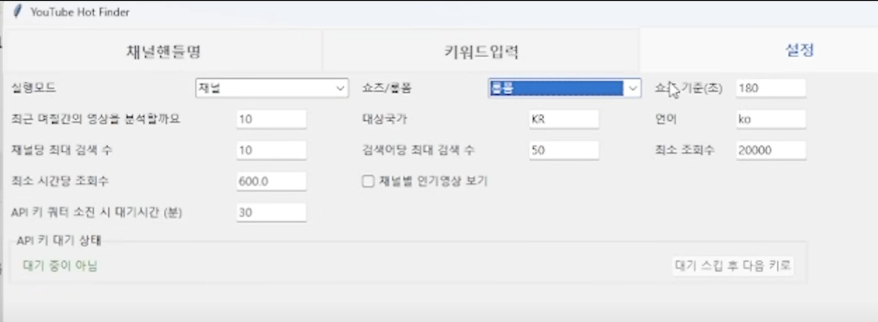 YouTube Hot Finder
채널핸들명 키워드입력 설정
실행모드 채널 쇼즈/롱폼 롱폼 쇼츠기준(초) 180
최근 며칠간의 영상을 분석할까요 10 대상국가 KR 언어 ko
채널당 최대 검색 수 10 검색어당 최대 검색 수 50 최소 조회수 20000
최소 시간당 조회수 600.0 채널별 인기영상 보기
API 키 쿼터 소진 시 대기시간 (분) 30
API 키 대기 상태
대기 중이 아님 대기 스킵 후 다음 키로